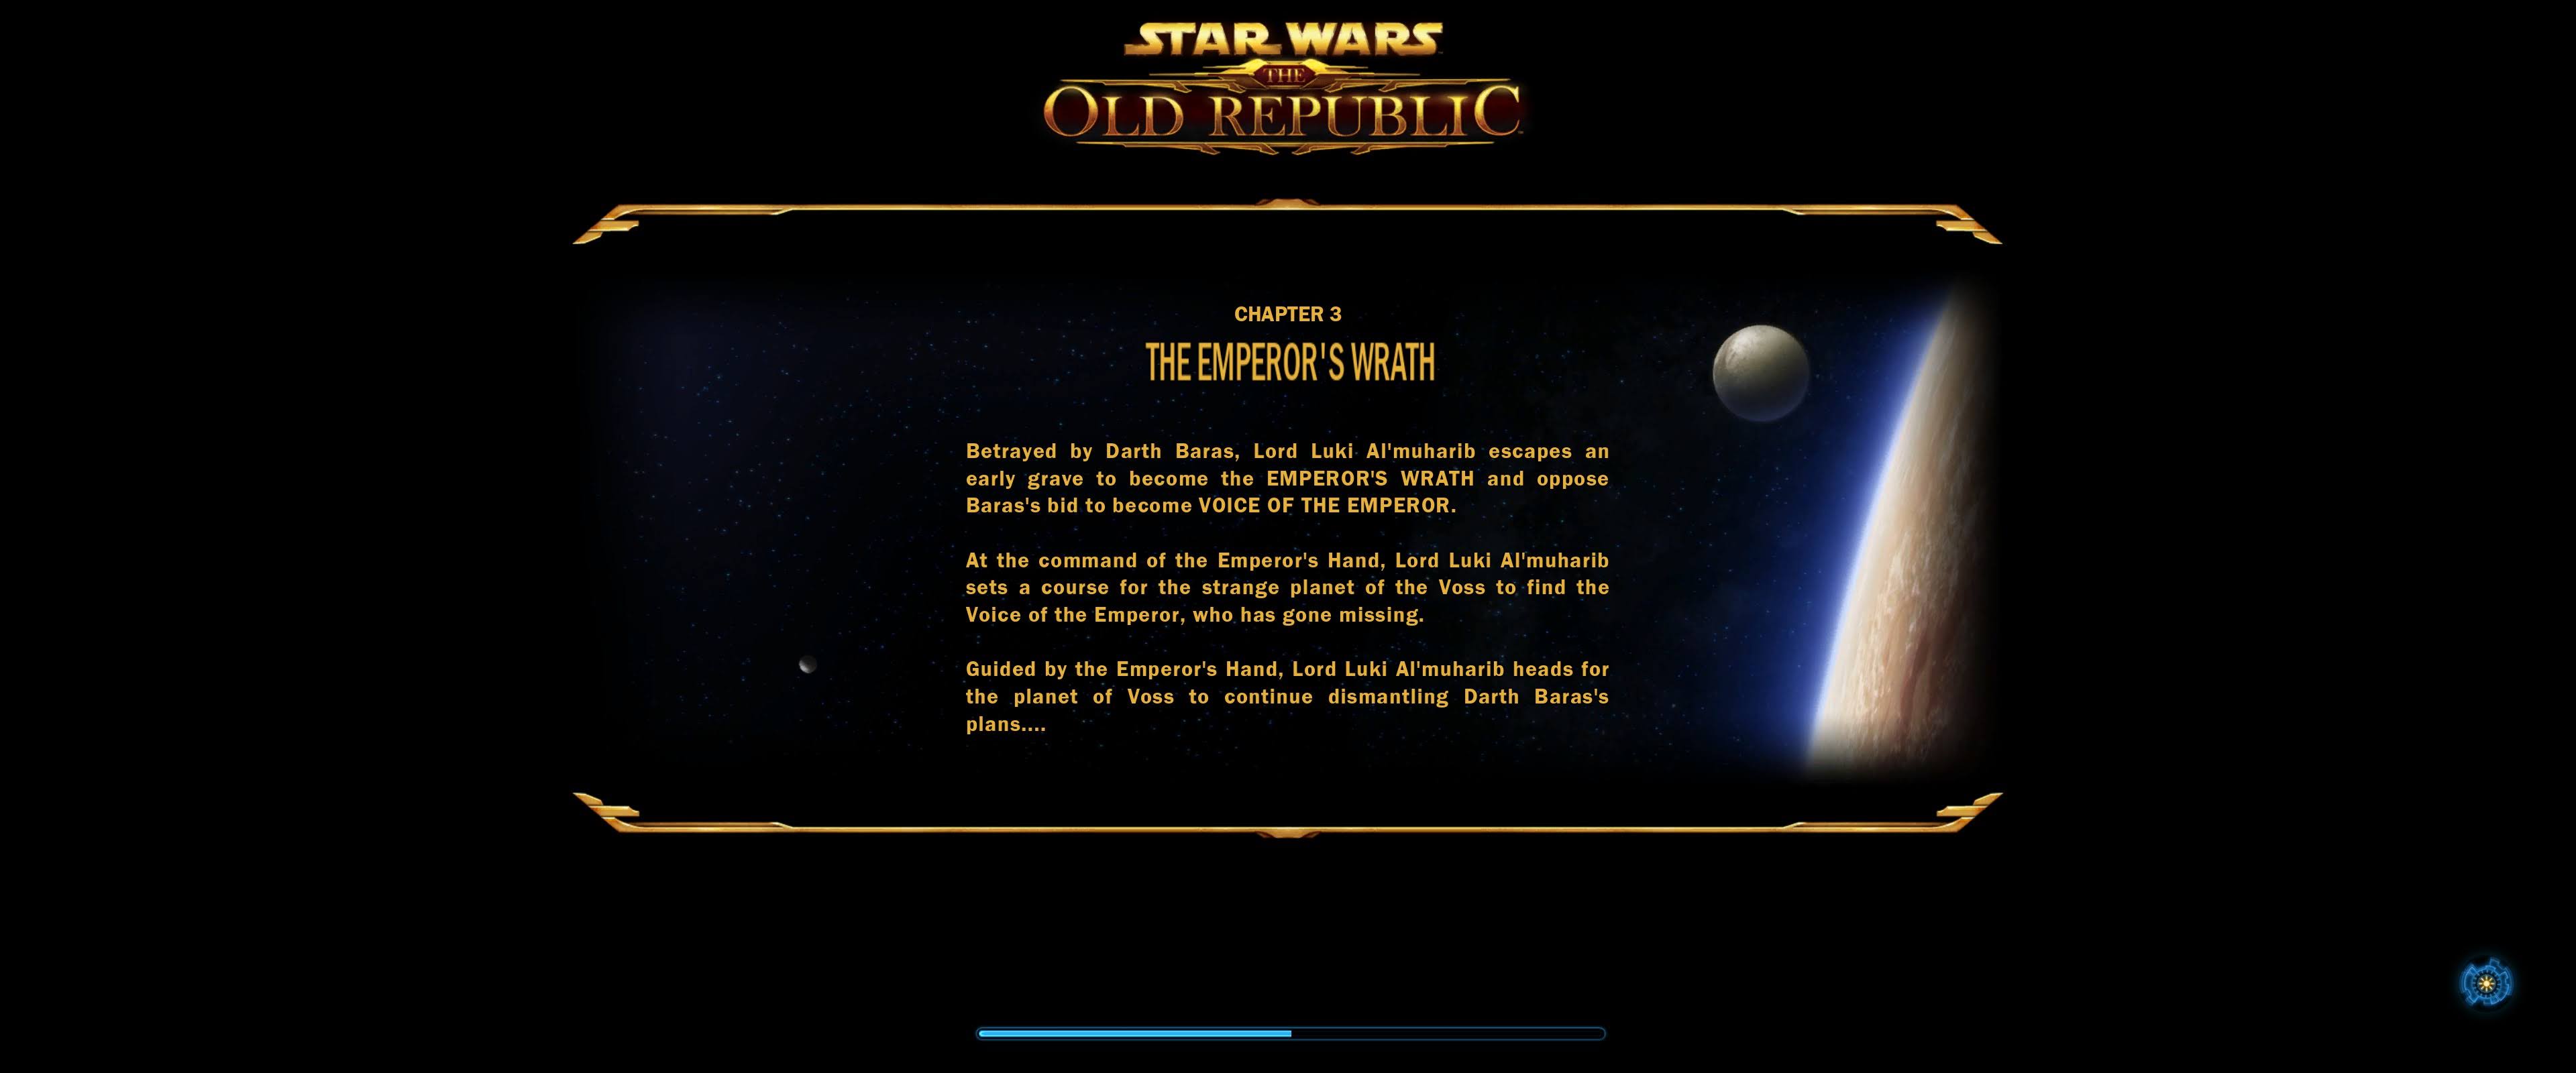 STAR WARS
THE
OLD REPUBLIC
CHAPTER 3
THE EMPEROR'S WRATH
Betrayed by Darth Baras, Lord Luki Al'muharib escapes an
early grave to become the EMPEROR'S WRATH and oppose
Baras's bid to become VOICE OF THE EMPEROR.
At the command of the Emperor's Hand, Lord Luki Al'muharib
sets a course for the strange planet of the Voss to find the
Voice of the Emperor, who has gone missing.
Guided by the Emperor's Hand, Lord Luki Al'muharib heads for
the planet of Voss to continue dismantling Darth Baras's
plans....